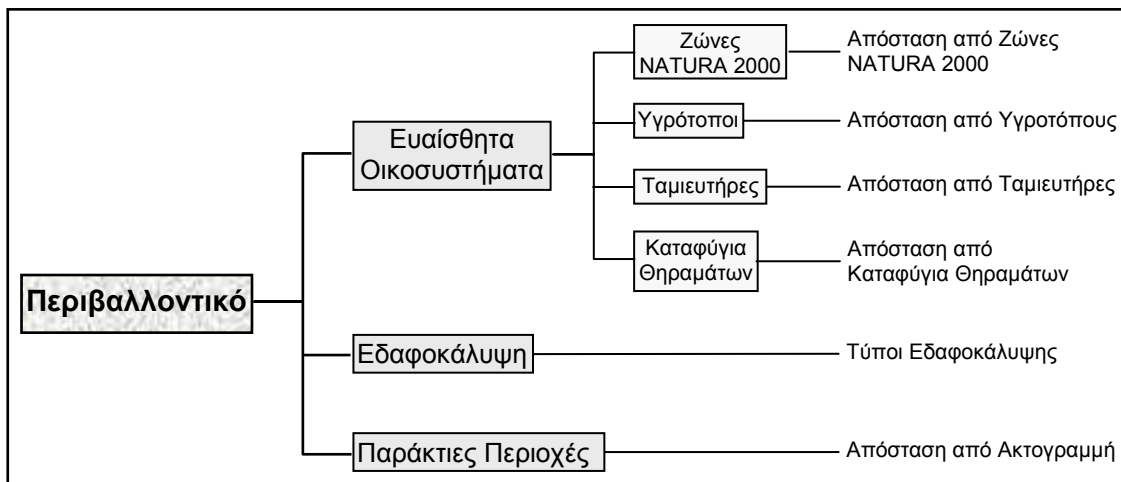 Ζώνες
NATURA 2000
Απόσταση από Ζώνες
NATURA 2000
Υγρότοποι
Απόσταση από Υγροτόπους
Ευαίσθητα
Οικοσυστήματα
Ταμιευτήρες
Απόσταση από Ταμιευτήρες
Καταφύγια
Θηραμάτων
Απόσταση από
Καταφύγια Θηραμάτων
Περιβαλλοντικό
Εδαφοκάλυψη
Τύποι Εδαφοκάλυψης
Παράκτιες Περιοχές
Απόσταση από Ακτογραμμή